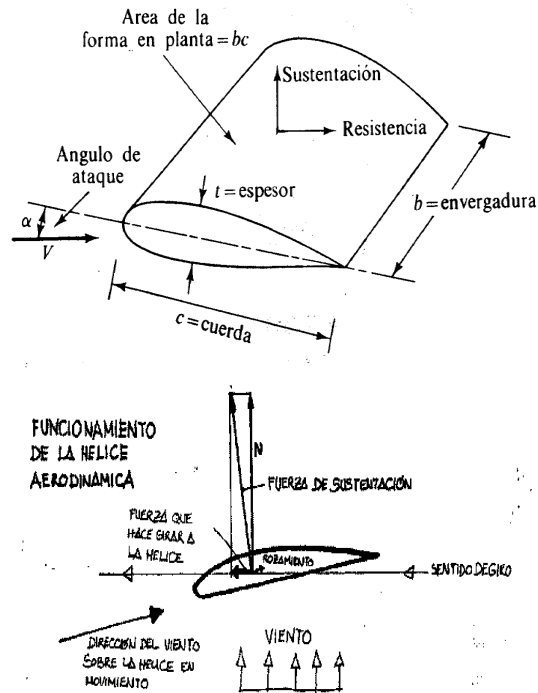 Area de la
forma en planta = bc
Sustentación
Resistencia
Angulo de
ataque
t = espesor
b = envergadura
α
V
c = cuerda
FUNCIONAMIENTO
DE LA HELICE
AERODINAMICA
N
FUERZA DE SUSTENTACIÓN
FUERZA QUE
HACE GIRAR A
LA HELICE
ROZAMIENTO
SENTIDO DE GIRO
DIRECCION DEL VIENTO
SOBRE LA HELICE EN
MOVIMIENTO
VIENTO